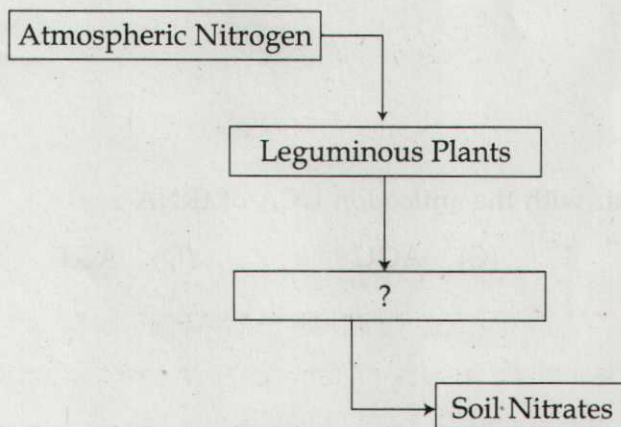 Atmospheric Nitrogen
Leguminous Plants
?
Soil Nitrates